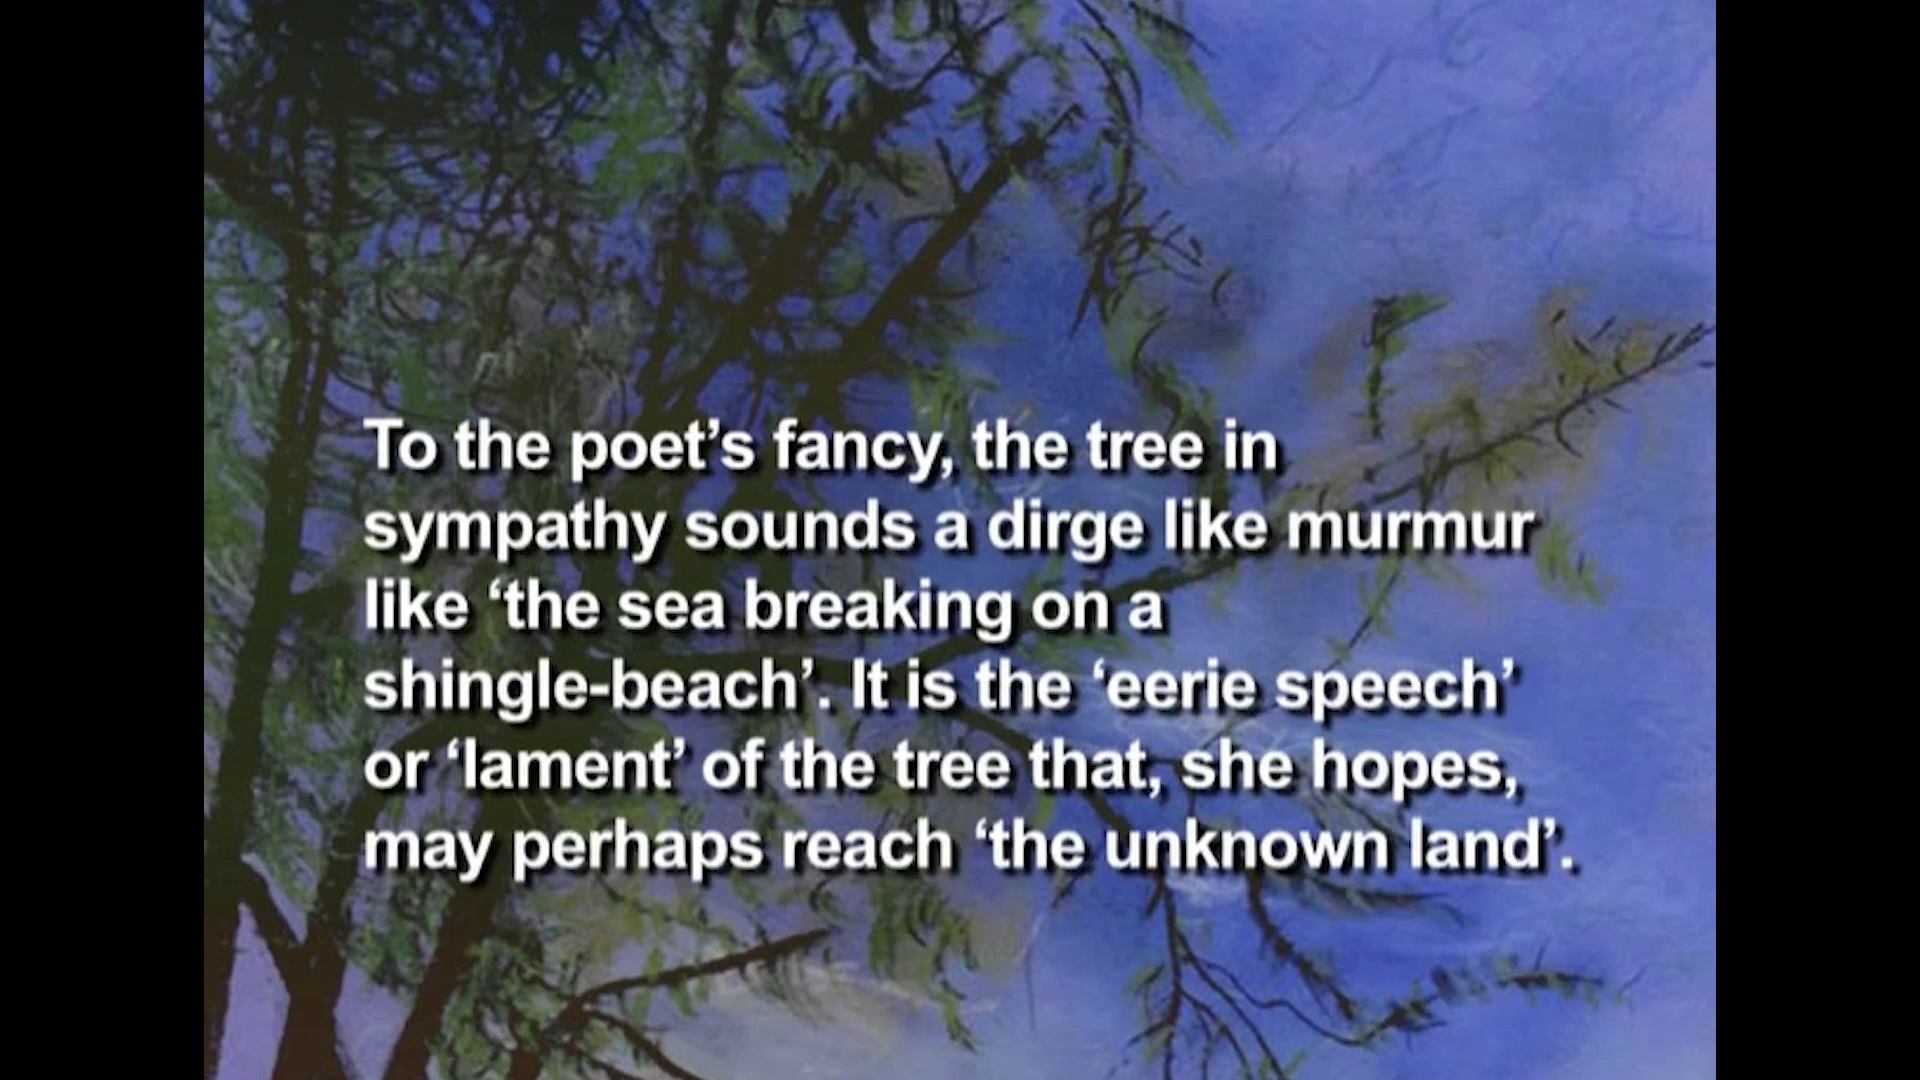 To the poet’s fancy, the tree in
sympathy sounds a dirge like murmur
like ‘the sea breaking on a
shingle-beach’. It is the ‘eerie speech’
or ‘lament’ of the tree that, she hopes,
may perhaps reach ‘the unknown land’.